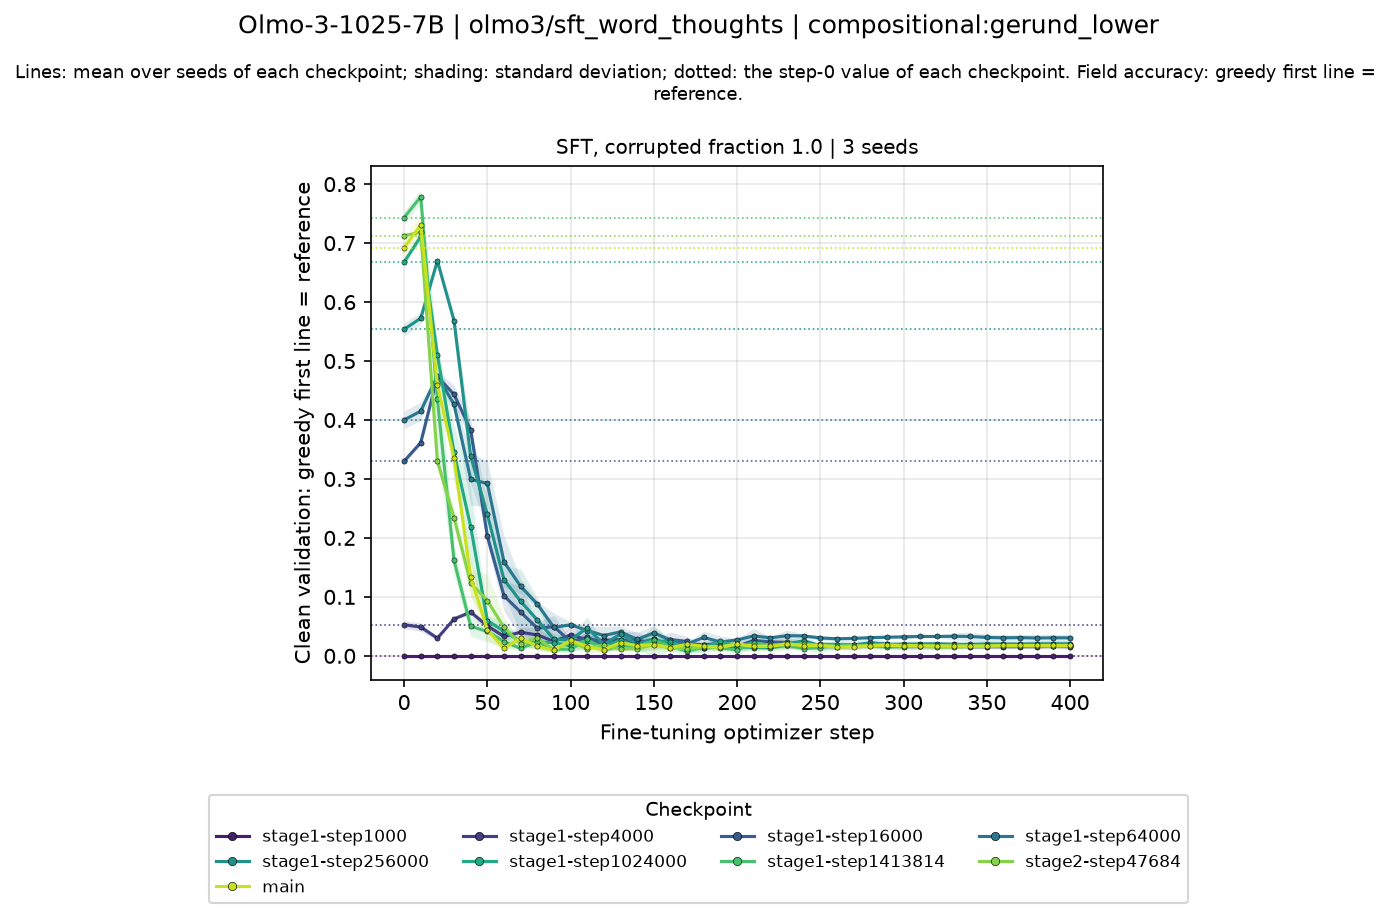 Olmo-3-1025-7B | olmo3/sft_word_thoughts | compositional:gerund_lower
Lines: mean over seeds of each checkpoint; shading: standard deviation; dotted: the step-0 value of each checkpoint. Field accuracy: greedy first line =
reference.
SFT, corrupted fraction 1.0 | 3 seeds
Clean validation: greedy first line = reference
0.8
0.7
0.6
0.5
0.4
0.3
0.2
0.1
0.0
0 50 100 150 200 250 300 350 400
Fine-tuning optimizer step
Checkpoint
stage1-step1000 stage1-step4000 stage1-step16000 stage1-step64000
stage1-step256000 stage1-step1024000 stage1-step1413814 stage2-step47684
main